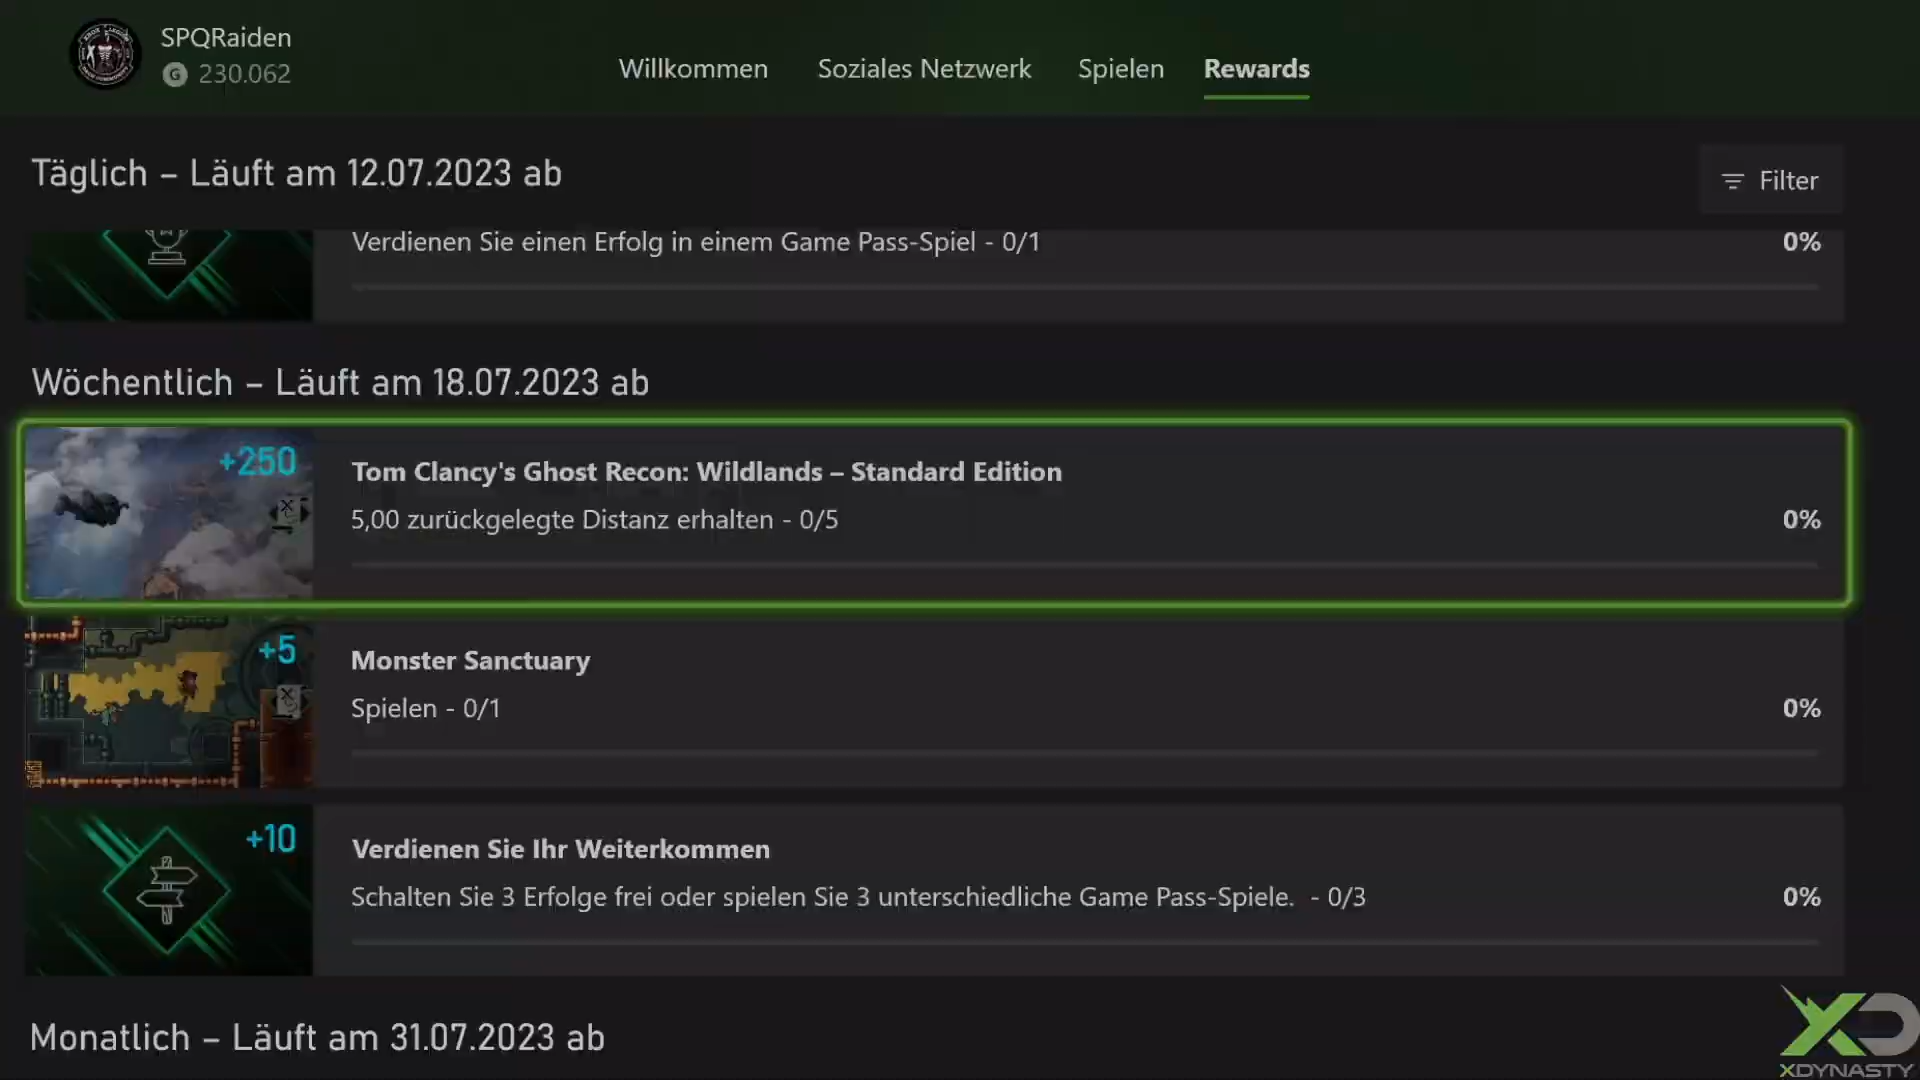 SPQRaiden
G 230.062
Willkommen
Soziales Netzwerk
Spielen
Rewards
Täglich – Läuft am 12.07.2023 ab
Filter
Verdienen Sie einen Erfolg in einem Game Pass-Spiel - 0/1
0%
Wöchentlich – Läuft am 18.07.2023 ab
+250
Tom Clancy's Ghost Recon: Wildlands – Standard Edition
5,00 zurückgelegte Distanz erhalten - 0/5
0%
+5
Monster Sanctuary
Spielen - 0/1
0%
+10
Verdienen Sie Ihr Weiterkommen
Schalten Sie 3 Erfolge frei oder spielen Sie 3 unterschiedliche Game Pass-Spiele.  - 0/3
0%
Monatlich – Läuft am 31.07.2023 ab
XD
XDYNASTY